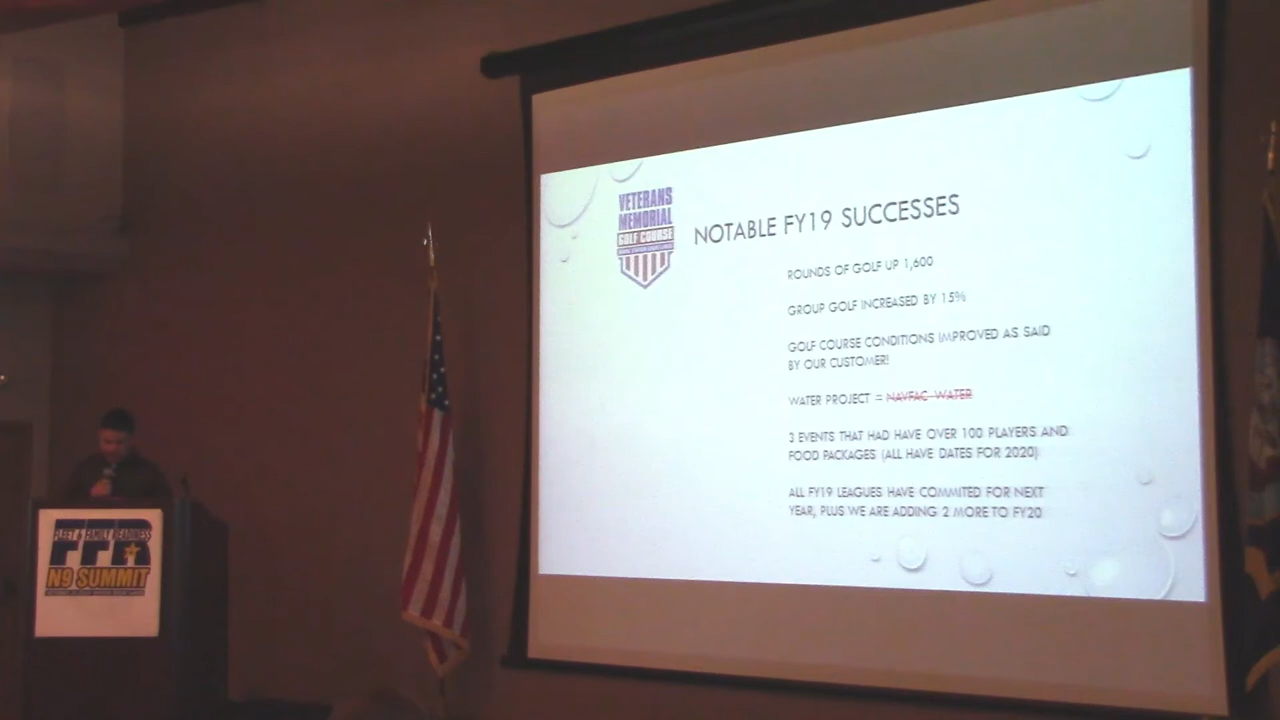 VETERANS
MEMORIAL
GOLF COURSE
NOTABLE FY19 SUCCESSES
ROUNDS OF GOLF UP 1,600
GROUP GOLF INCREASED BY 15%
GOLF COURSE CONDITIONS IMPROVED AS SAID
BY OUR CUSTOMER!
WATER PROJECT = NAVFAC WATER
3 EVENTS THAT HAD HAVE OVER 100 PLAYERS AND
FOOD PACKAGES (ALL HAVE DATES FOR 2020)
ALL FY19 LEAGUES HAVE COMMITED FOR NEXT
YEAR, PLUS WE ARE ADDING 2 MORE TO FY20
FLEET & FAMILY READINESS
FFR
N9 SUMMIT